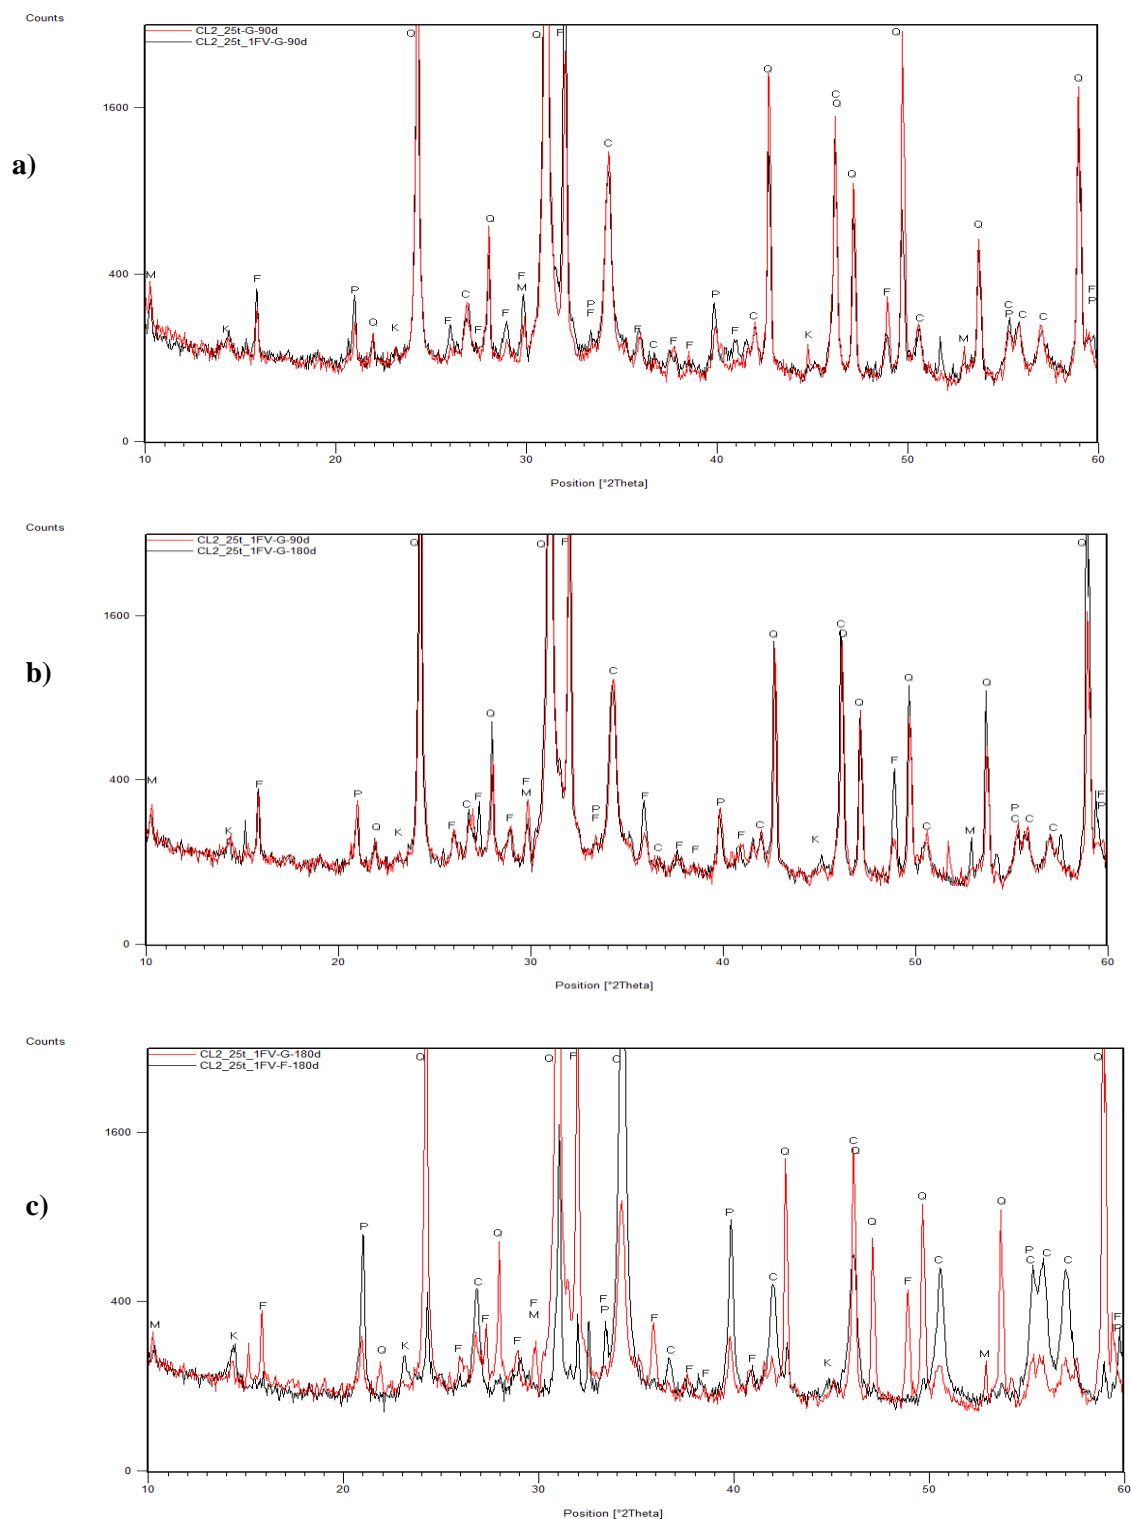 Counts
CL2_25t-G-90d
CL2_25t_1FV-G-90d
Q Q F Q
Q Q
1600 C
Q
C
a)
Q
Q Q
400
M F P C F
M F P
F P C
P C
C F
P
K Q K F F F F C F F F C K M
0
10 20 30 40 50 60
Position [°2Theta]
Counts
CL2_25t_1FV-G-90d
CL2_25t_1FV-G-180d
Q Q F Q
1600
Q C
Q
b)
C Q
Q Q
Q
400
M F P C F F
M P
F F P F P
C C F
P
K Q K F F C F F F C K C M C
0
10 20 30 40 50 60
Position [°2Theta]
Counts
CL2_25t_1FV-G-180d
CL2_25t_1FV-F-180d
Q Q F C Q
1600
Q C
Q
c)
P Q P Q Q Q
P
C C C
400
M F K C F
M F
P F C C F
F
P
Q K F F F C F F F K M
0
10 20 30 40 50 60
Position [°2Theta]